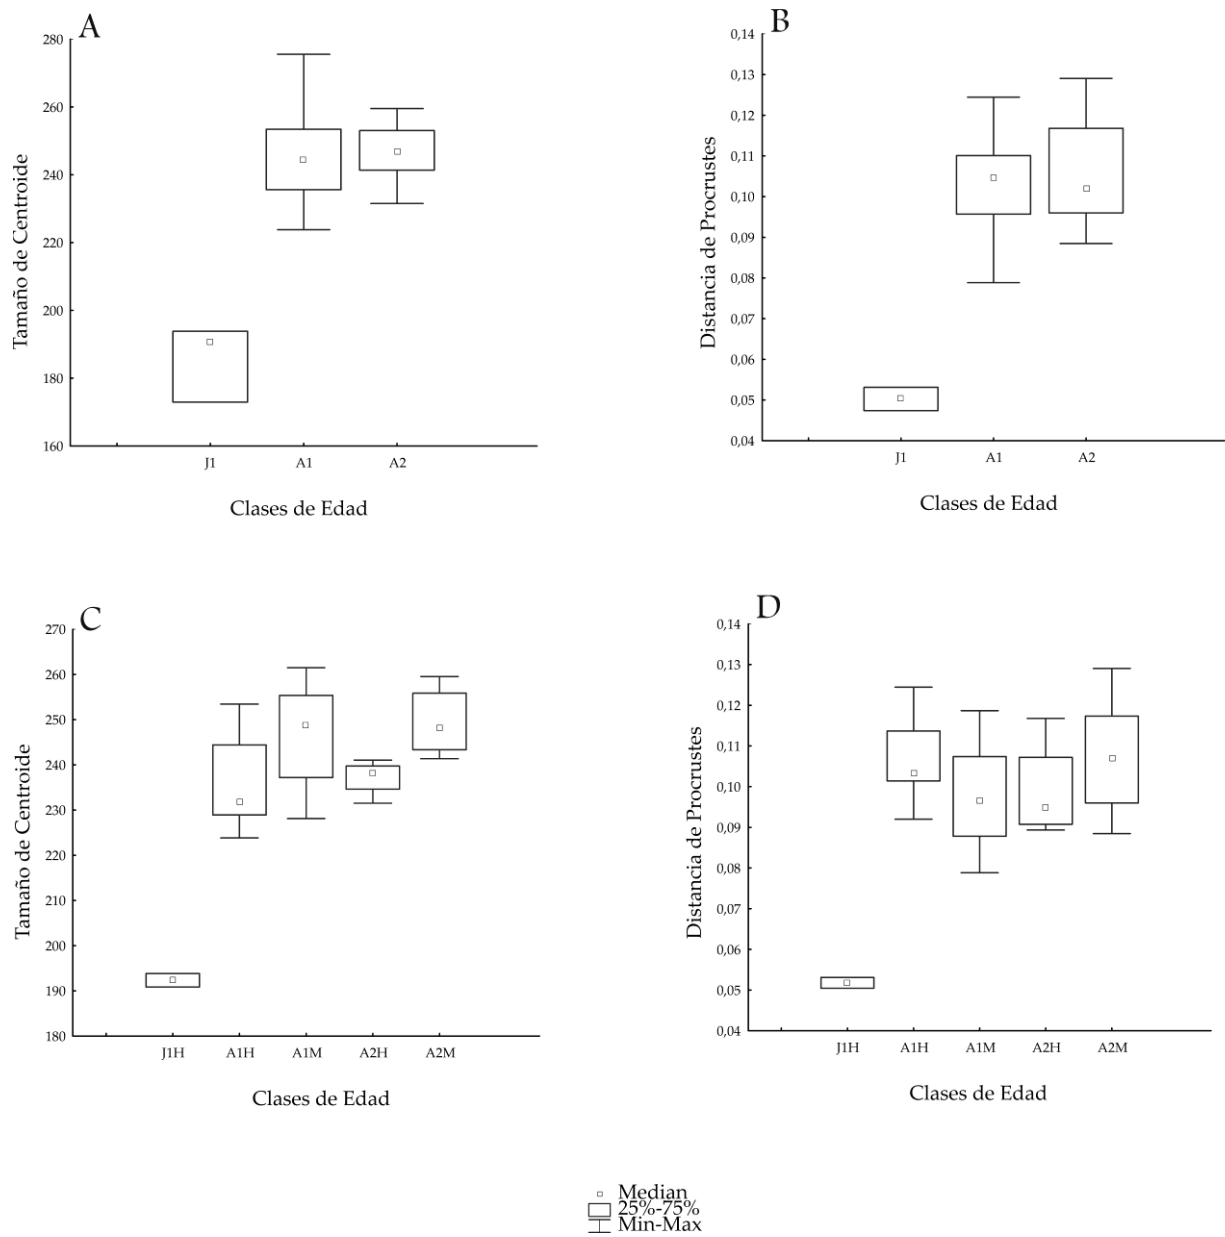 A
280
260
240
220
200
180
160
Tamaño de Centroide
J1 A1 A2
Clases de Edad
B
0,14
0,13
0,12
0,11
0,10
0,09
0,08
0,07
0,06
0,05
0,04
Distancia de Procrustes
J1 A1 A2
Clases de Edad
C
270
260
250
240
230
220
210
200
190
180
Tamaño de Centroide
J1H A1H A1M A2H A2M
Clases de Edad
D
0,14
0,13
0,12
0,11
0,10
0,09
0,08
0,07
0,06
0,05
0,04
Distancia de Procrustes
J1H A1H A1M A2H A2M
Clases de Edad
Median
25%-75%
Min-Max